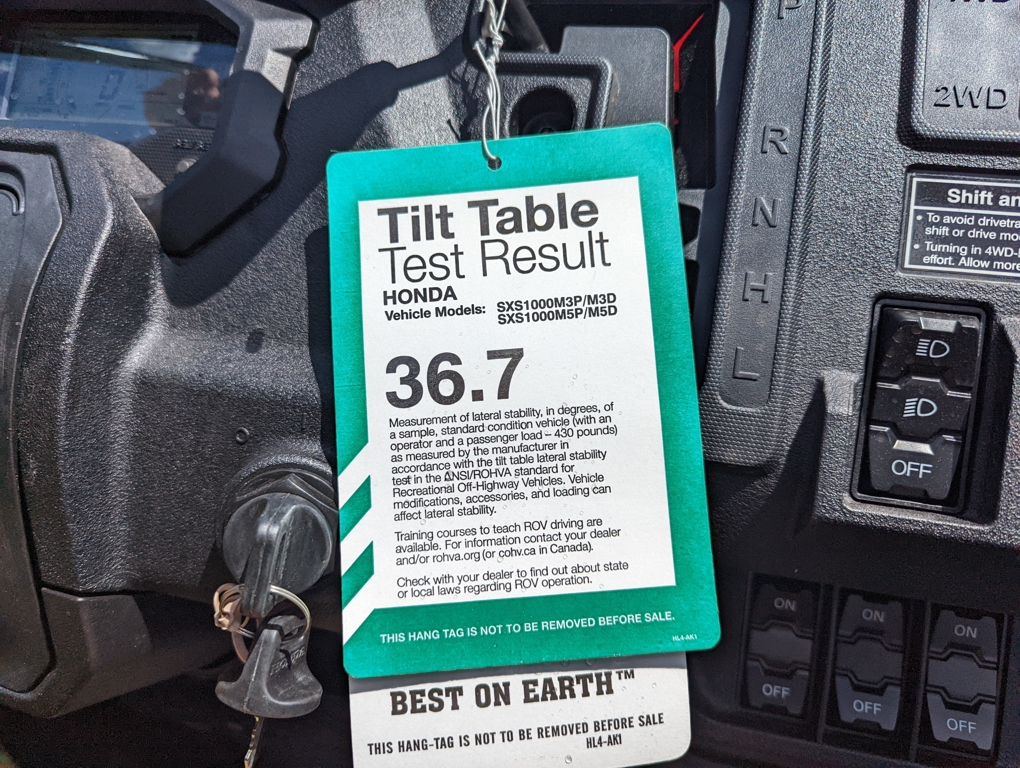 Tilt Table
Test Result
HONDA
Vehicle Models: SXS1000M3P/M3D
SXS1000M5P/M5D
36.7
Measurement of lateral stability, in degrees, of
a sample, standard condition vehicle (with an
operator and a passenger load – 430 pounds)
as measured by the manufacturer in
accordance with the tilt table lateral stability
test in the ANSI/ROHVA standard for
Recreational Off-Highway Vehicles. Vehicle
modifications, accessories, and loading can
affect lateral stability.
Training courses to teach ROV driving are
available. For information contact your dealer
and/or rohva.org (or cohv.ca in Canada).
Check with your dealer to find out about state
or local laws regarding ROV operation.
THIS HANG TAG IS NOT TO BE REMOVED BEFORE SALE.
HL4-AK1
BEST ON EARTH™
THIS HANG-TAG IS NOT TO BE REMOVED BEFORE SALE
HL4-AK1
P
R
N
H
L
2WD
Shift an
• To avoid drivetra
shift or drive mo
• Turning in 4WD-
effort. Allow more
OFF
ON
OFF
ON
OFF
ON
OFF